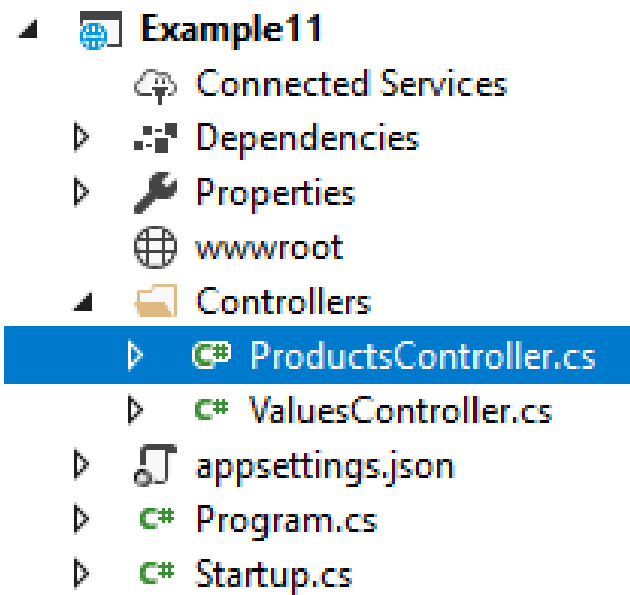 Example11
Connected Services
Dependencies
Properties
wwwroot
Controllers
C# ProductsController.cs
C# ValuesController.cs
appsettings.json
C# Program.cs
C# Startup.cs